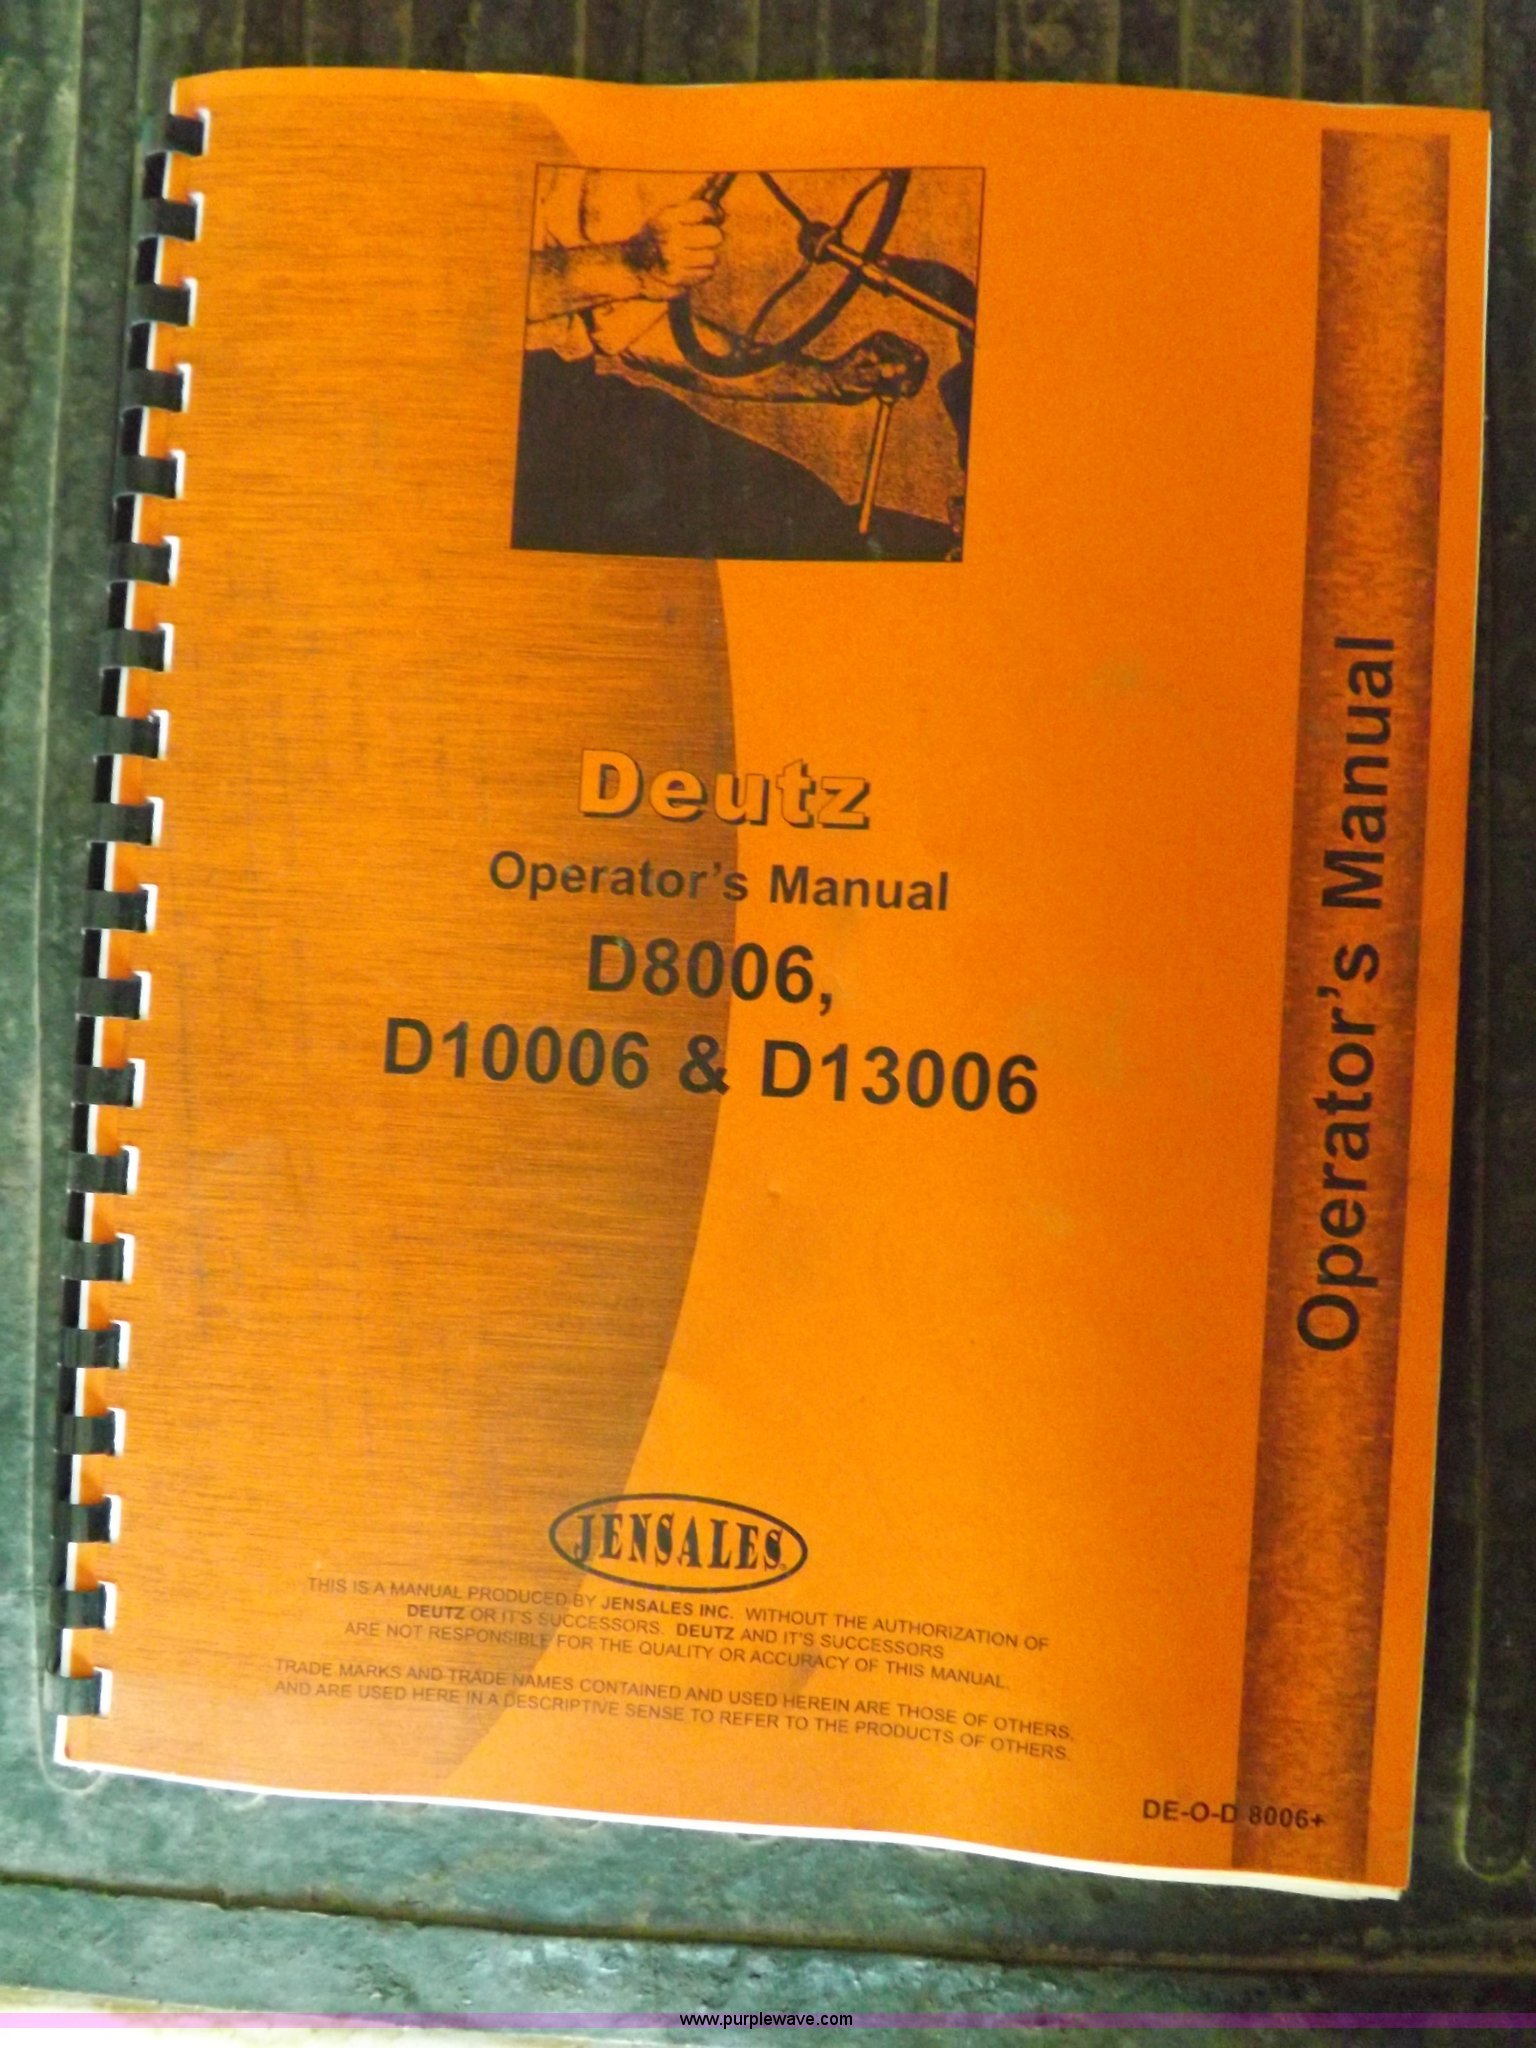 Deutz
Operator's Manual
D8006,
D10006 & D13006
Operator's Manual
JENSALES
THIS IS A MANUAL PRODUCED BY JENSALES INC. WITHOUT THE AUTHORIZATION OF
DEUTZ OR IT'S SUCCESSORS. DEUTZ AND IT'S SUCCESSORS
ARE NOT RESPONSIBLE FOR THE QUALITY OR ACCURACY OF THIS MANUAL.
TRADE MARKS AND TRADE NAMES CONTAINED AND USED HEREIN ARE THOSE OF OTHERS,
AND ARE USED HERE IN A DESCRIPTIVE SENSE TO REFER TO THE PRODUCTS OF OTHERS.
DE-O-D 8006+
www.purplewave.com